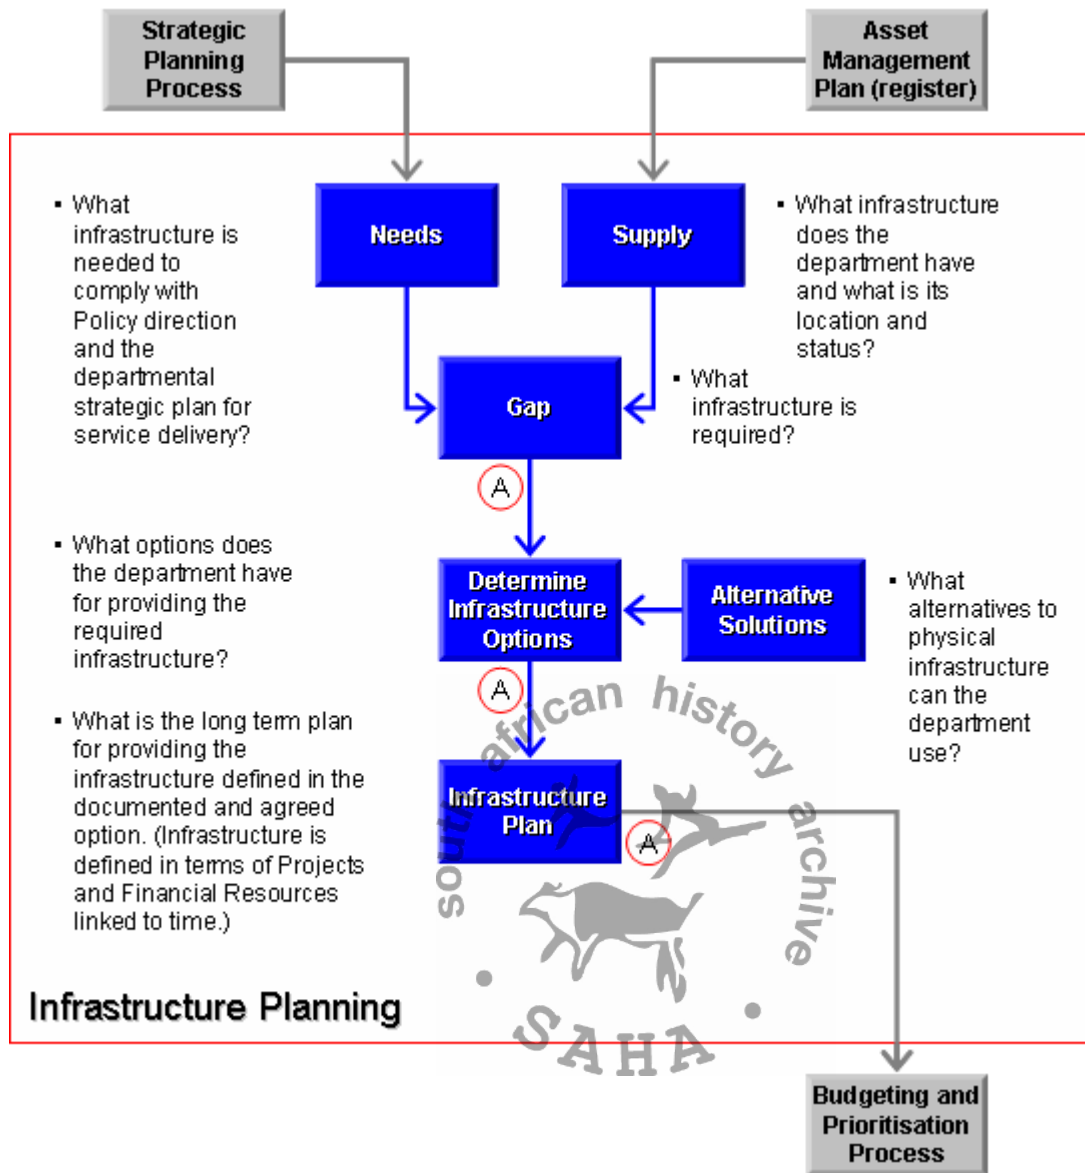 Strategic
Planning
Process
Asset
Management
Plan (register)
▪ What
infrastructure is
needed to
comply with
Policy direction
and the
departmental
strategic plan for
service delivery?
Needs
Supply
▪ What infrastructure
does the
department have
and what is its
location and
status?
Gap
▪ What
infrastructure is
required?
A
▪ What options does
the department have
for providing the
required
infrastructure?
Determine
Infrastructure
Options
Alternative
Solutions
▪ What
alternatives to
physical
infrastructure
can the
department
use?
A
▪ What is the long term plan
for providing the
infrastructure defined in the
documented and agreed
option. (Infrastructure is
defined in terms of Projects
and Financial Resources
linked to time.)
Infrastructure
Plan
A
south african history archive
• SAHA •
Infrastructure Planning
Budgeting and
Prioritisation
Process